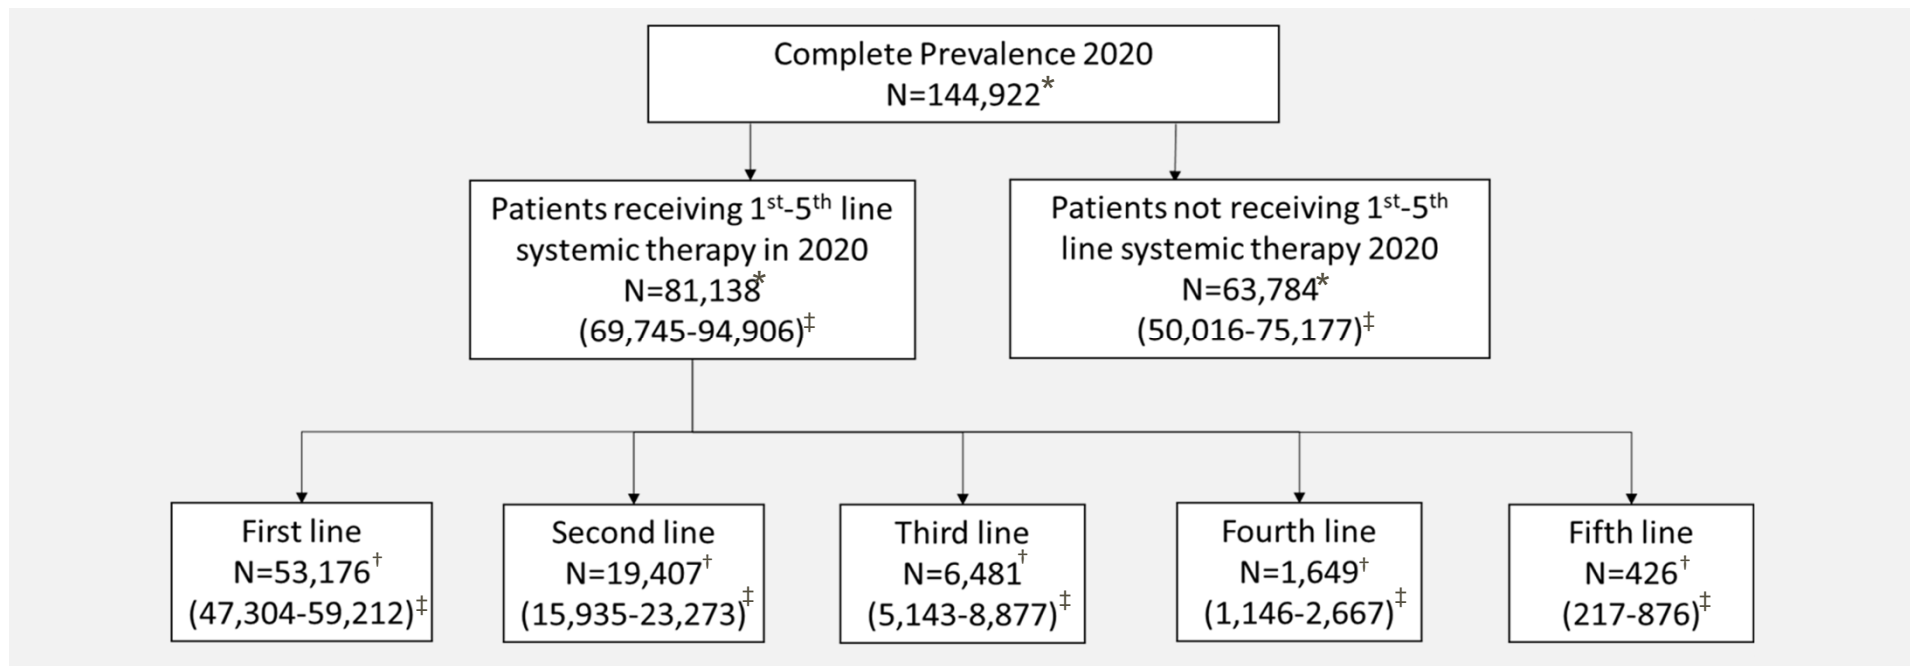 Complete Prevalence 2020
N=144,922*
Patients receiving 1st-5th line
systemic therapy in 2020
N=81,138*
(69,745-94,906)‡
Patients not receiving 1st-5th
line systemic therapy 2020
N=63,784*
(50,016-75,177)‡
First line
N=53,176†
(47,304-59,212)‡
Second line
N=19,407†
(15,935-23,273)‡
Third line
N=6,481†
(5,143-8,877)‡
Fourth line
N=1,649†
(1,146-2,667)‡
Fifth line
N=426†
(217-876)‡